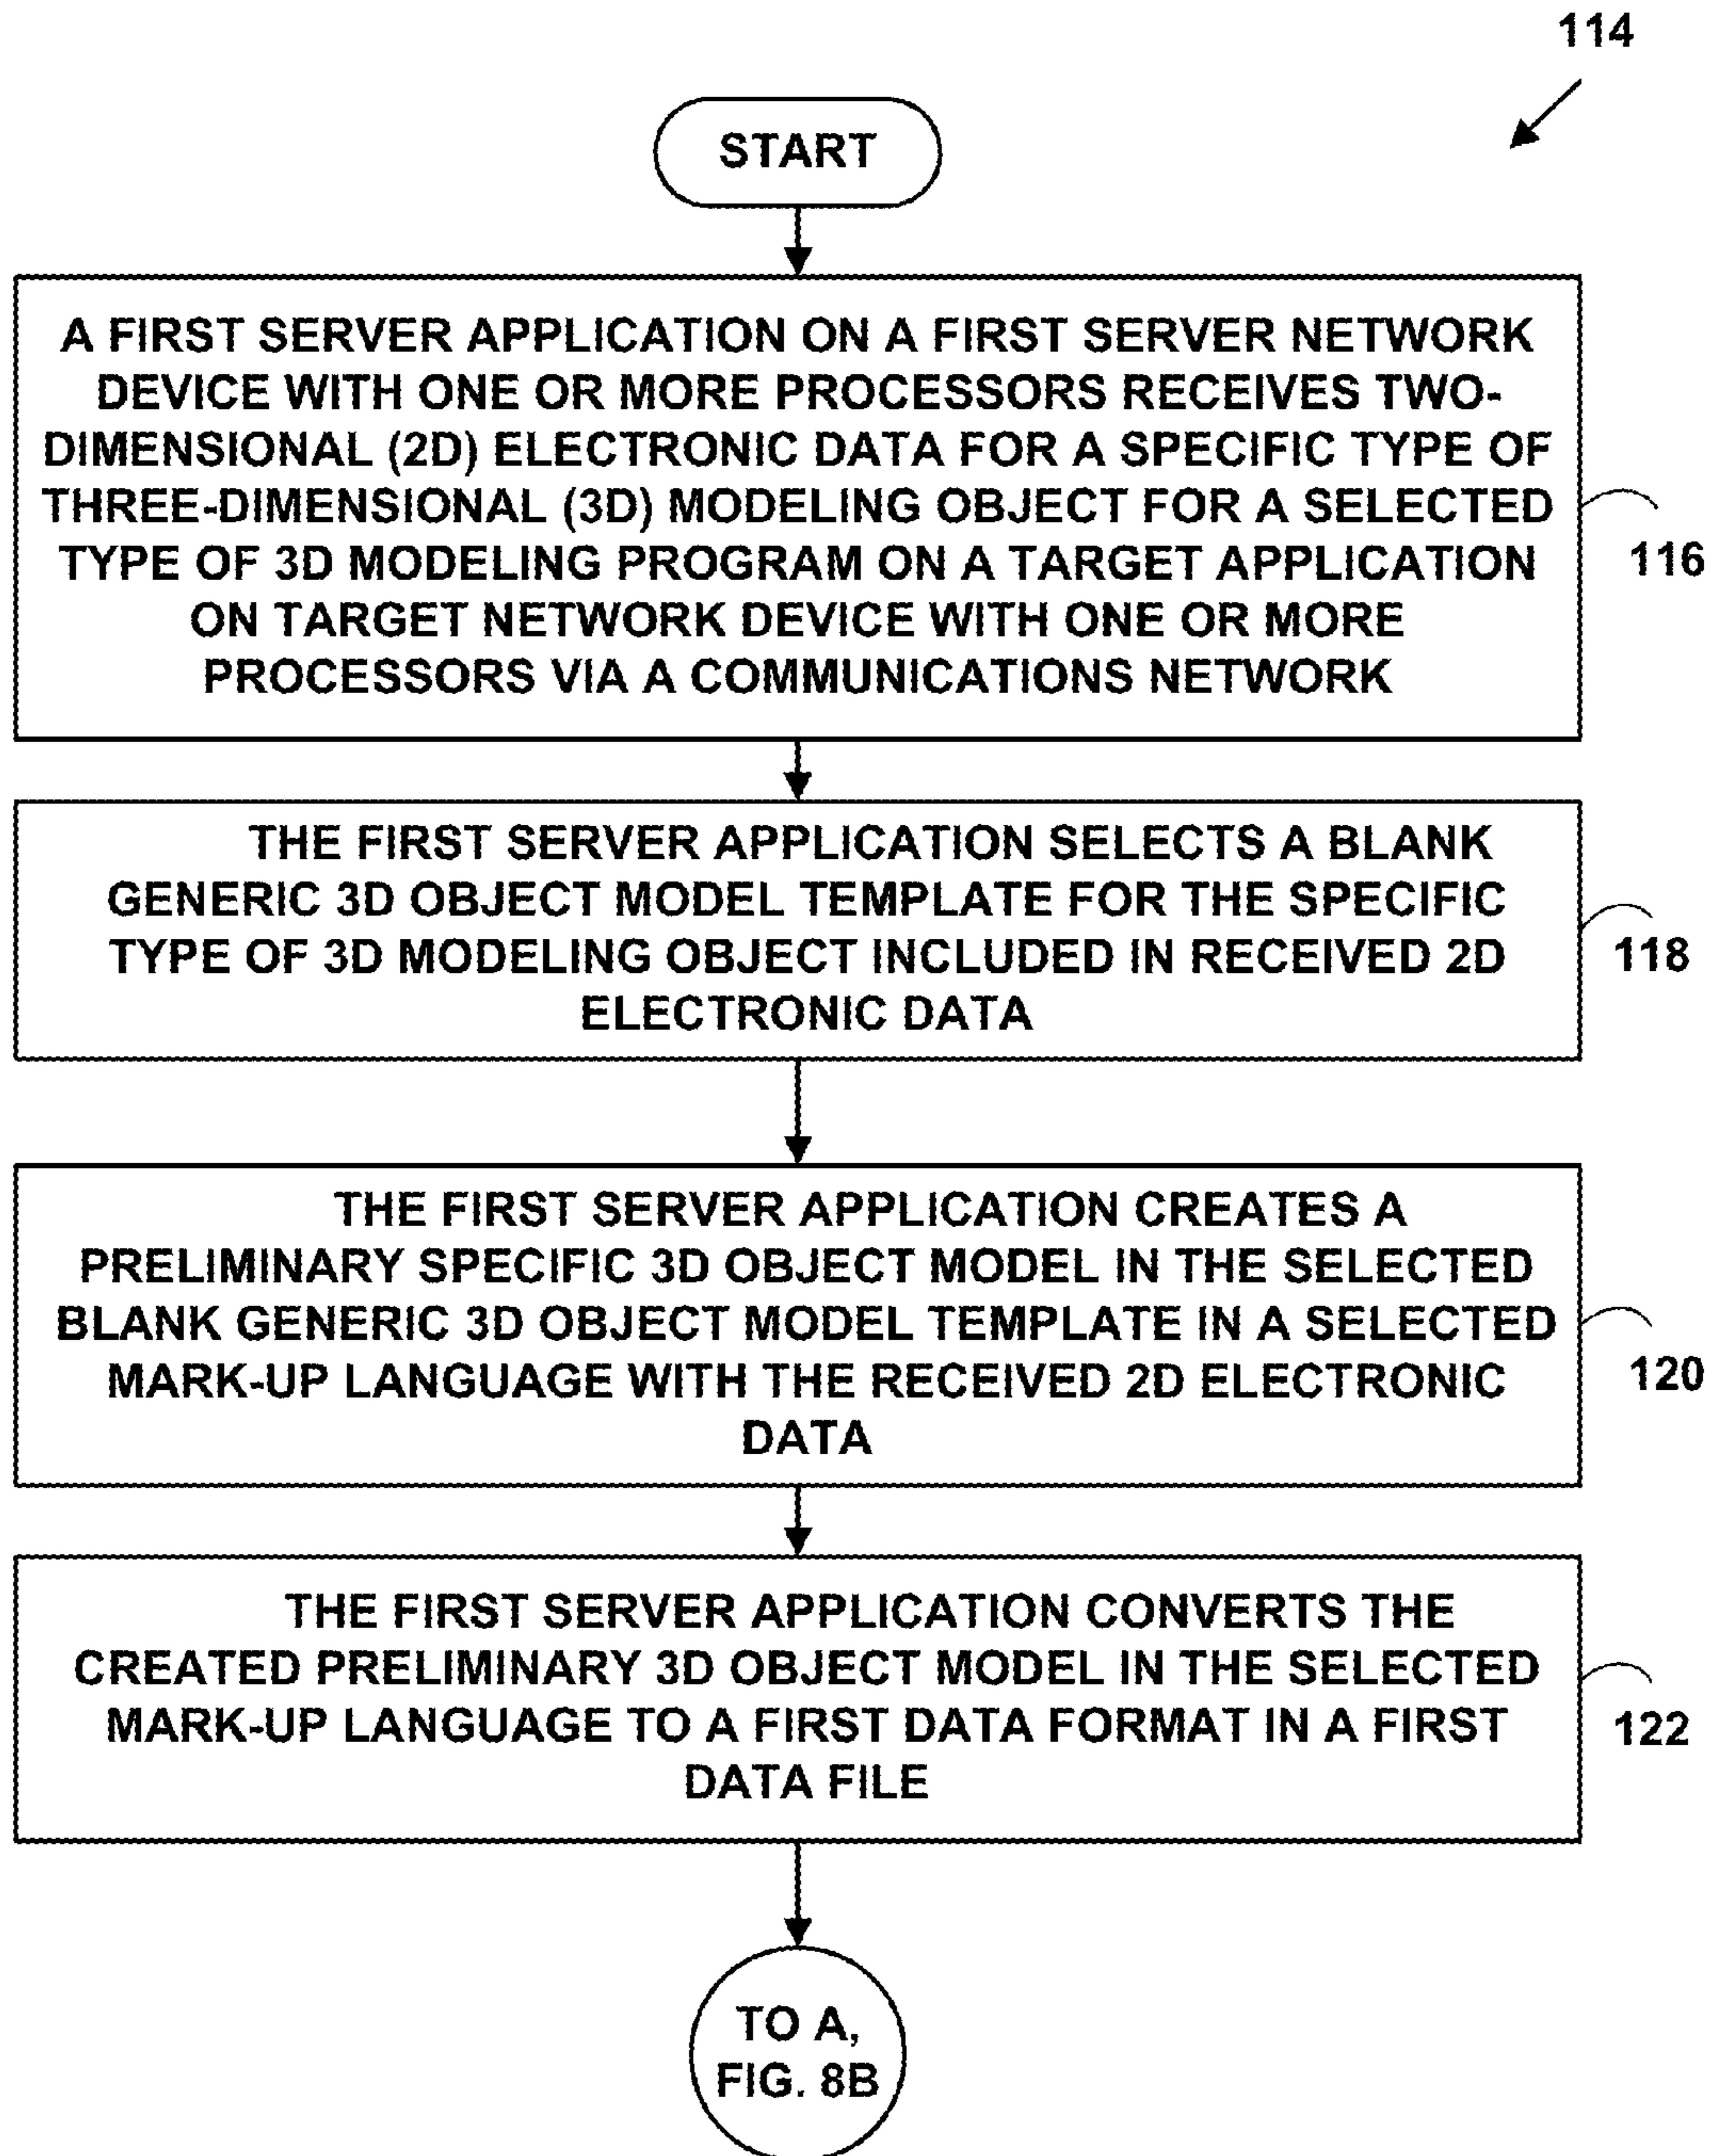 114
START
A FIRST SERVER APPLICATION ON A FIRST SERVER NETWORK
DEVICE WITH ONE OR MORE PROCESSORS RECEIVES TWO-
DIMENSIONAL (2D) ELECTRONIC DATA FOR A SPECIFIC TYPE OF
THREE-DIMENSIONAL (3D) MODELING OBJECT FOR A SELECTED
TYPE OF 3D MODELING PROGRAM ON A TARGET APPLICATION
ON TARGET NETWORK DEVICE WITH ONE OR MORE
PROCESSORS VIA A COMMUNICATIONS NETWORK
116
THE FIRST SERVER APPLICATION SELECTS A BLANK
GENERIC 3D OBJECT MODEL TEMPLATE FOR THE SPECIFIC
TYPE OF 3D MODELING OBJECT INCLUDED IN RECEIVED 2D
ELECTRONIC DATA
118
THE FIRST SERVER APPLICATION CREATES A
PRELIMINARY SPECIFIC 3D OBJECT MODEL IN THE SELECTED
BLANK GENERIC 3D OBJECT MODEL TEMPLATE IN A SELECTED
MARK-UP LANGUAGE WITH THE RECEIVED 2D ELECTRONIC
DATA
120
THE FIRST SERVER APPLICATION CONVERTS THE
CREATED PRELIMINARY 3D OBJECT MODEL IN THE SELECTED
MARK-UP LANGUAGE TO A FIRST DATA FORMAT IN A FIRST
DATA FILE
122
TO A,
FIG. 8B